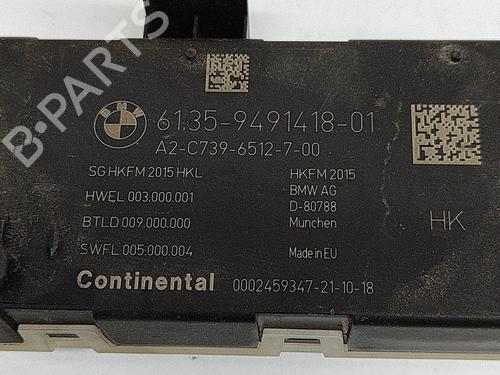 B-PARTS
BMW
61.35-9491418-01
A2-C739-6512-7-00
SG HKFM 2015 HKL
HWEL 003.000.001
BTLD 009.000.000
SWFL 005.000.004
HKFM 2015
BMW AG
D-80788
Munchen
Made in EU
HK
Continental 0002459347-21-10-18